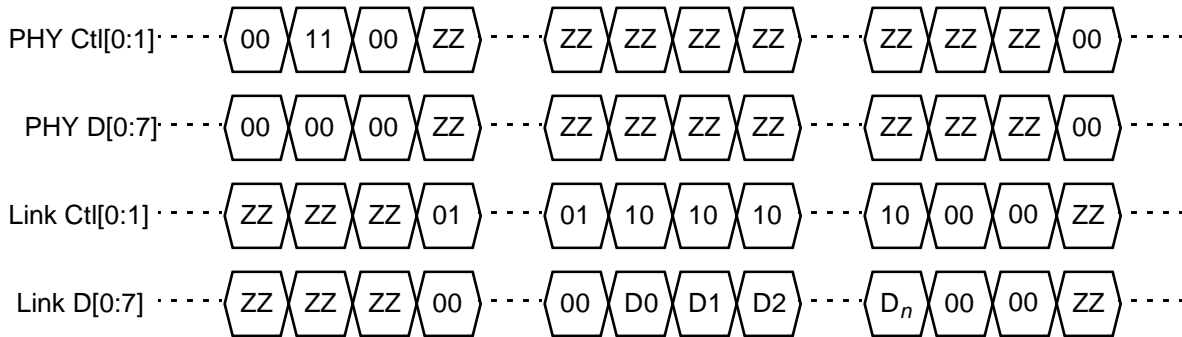 PHY Ctl[0:1] 00 11 00 ZZ ZZ ZZ ZZ ZZ ZZ ZZ ZZ 00
PHY D[0:7] 00 00 00 ZZ ZZ ZZ ZZ ZZ ZZ ZZ ZZ 00
Link Ctl[0:1] ZZ ZZ ZZ 01 01 10 10 10 10 00 00 ZZ
Link D[0:7] ZZ ZZ ZZ 00 00 D0 D1 D2 Dn 00 00 ZZ